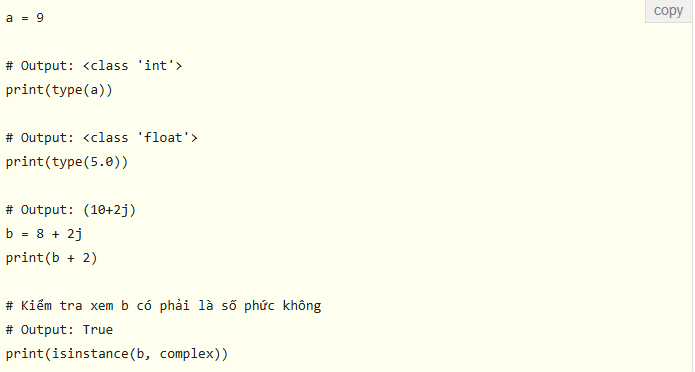 copy
a = 9
# Output: <class 'int'>
print(type(a))
# Output: <class 'float'>
print(type(5.0))
# Output: (10+2j)
b = 8 + 2j
print(b + 2)
# Kiểm tra xem b có phải là số phức không
# Output: True
print(isinstance(b, complex))